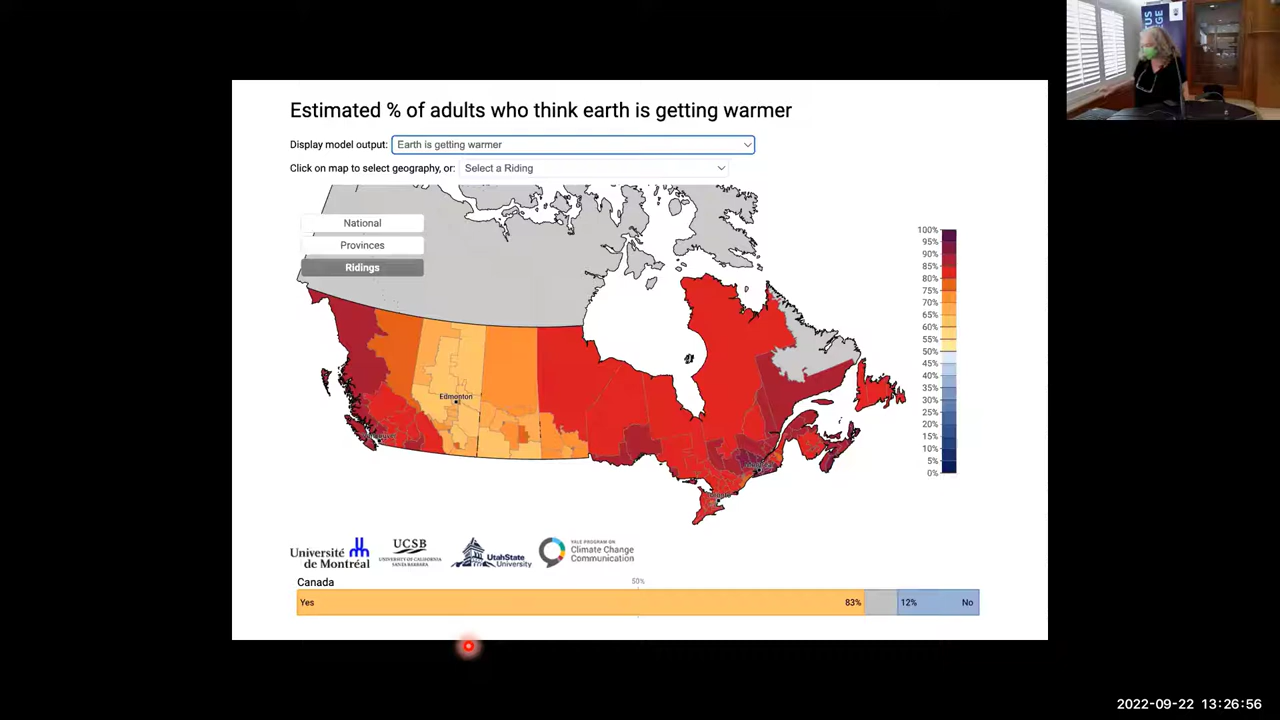 TUS
GE
Estimated % of adults who think earth is getting warmer
Display model output: Earth is getting warmer
Click on map to select geography, or: Select a Riding
National
Provinces
Ridings
100%
95%
90%
85%
80%
75%
70%
65%
60%
55%
50%
45%
40%
35%
30%
25%
20%
15%
10%
5%
0%
Edmonton
Université de Montréal
UCSB
UNIVERSITY OF CALIFORNIA
SANTA BARBARA
UtahState
University
YALE PROGRAM ON
Climate Change
Communication
Canada
50%
Yes 83% 12% No
2022-09-22 13:26:56